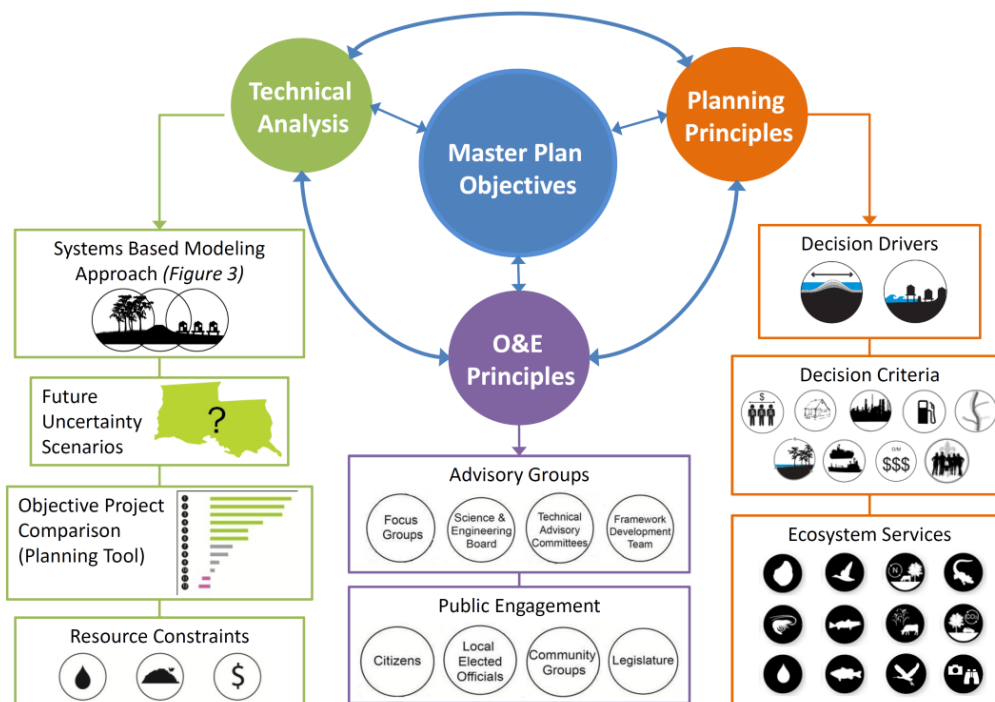 Technical
Analysis
Planning
Principles
Master Plan
Objectives
O&E
Principles
Systems Based Modeling
Approach (Figure 3)
Future
Uncertainty
Scenarios
?
Objective Project
Comparison
(Planning Tool)
Resource Constraints
$
Advisory Groups
Focus
Groups
Science &
Engineering
Board
Technical
Advisory
Committees
Framework
Development
Team
Public Engagement
Citizens
Local
Elected
Officials
Community
Groups
Legislature
Decision Drivers
Decision Criteria
$
O/M
$$$
Ecosystem Services
N
CO₂